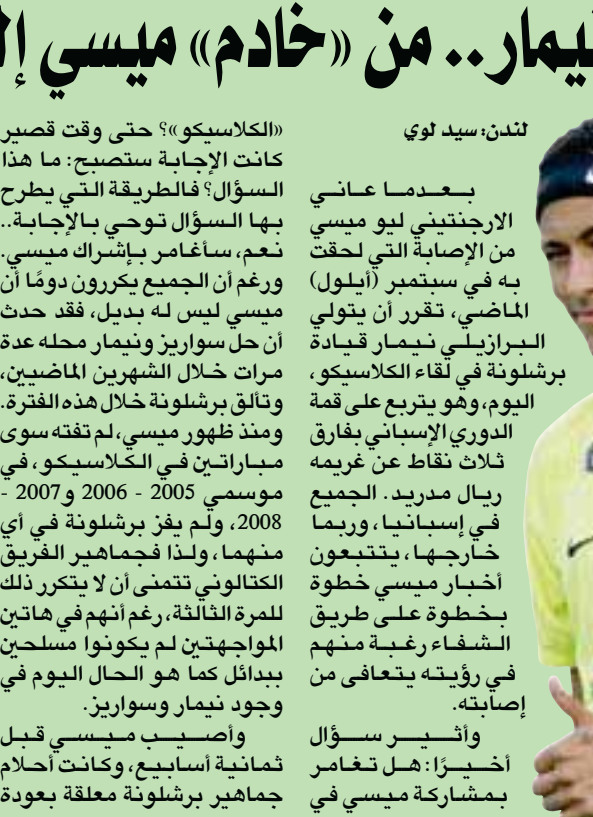 نيمار.. من «خادم» ميسي إل
لندن: سيد لوي
بعدما عانى
الارجنتيني ليو ميسي
من الإصابة التي لحقت
به في سبتمبر (أيلول)
الماضي، تقرر أن يتولي
البرازيلي نيمار قيادة
برشلونة في لقاء الكلاسيكو،
اليوم، وهو يتربع على قمة
الدوري الإسباني بفارق
ثلاث نقاط عن غريمه
ريال مدريد. الجميع
في إسبانيا، وربما
خارجها، يتتبعون
أخبار ميسي خطوة
بخطوة على طريق
الشفاء رغبة منهم
في رؤيته يتعافى من
إصابته.
وأثير سؤال
أخيرًا: هل تغامر
بمشاركة ميسي في
«الكلاسيكو»؟ حتى وقت قصير
كانت الإجابة ستصبح: ما هذا
السؤال؟ فالطريقة التي يطرح
بها السؤال توحي بالإجابة..
نعم، سأغامر بإشراك ميسي.
ورغم أن الجميع يكررون دومًا أن
ميسي ليس له بديل، فقد حدث
أن حل سواريز ونيمار محله عدة
مرات خلال الشهرين الماضيين،
وتألق برشلونة خلال هذه الفترة.
ومنذ ظهور ميسي، لم تفته سوى
مباراتين في الكلاسيكو، في
موسمي 2005 - 2006 و2007 -
2008، ولم يفز برشلونة في أي
منهما، ولذا فجماهير الفريق
الكتالوني تتمنى أن لا يتكرر ذلك
للمرة الثالثة، رغم أنهم في هاتين
المواجهتين لم يكونوا مسلحين
ببدائل كما هو الحال اليوم في
وجود نيمار وسواريز.
وأصيب ميسي قبل
ثمانية أسابيع، وكانت أحلام
جماهير برشلونة معلقة بعودة